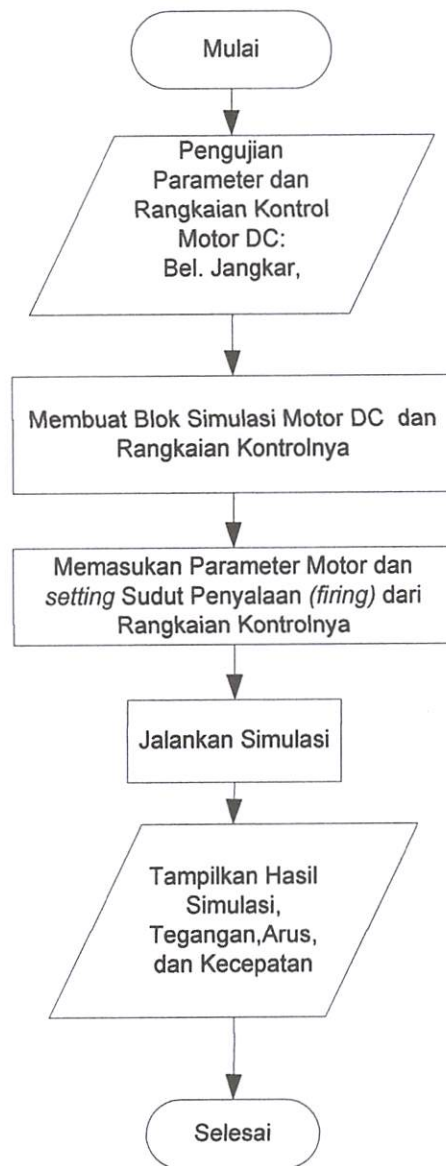 Mulai
Pengujian
Parameter dan
Rangkaian Kontrol
Motor DC:
Bel. Jangkar,
Membuat Blok Simulasi Motor DC dan
Rangkaian Kontrolnya
Memasukan Parameter Motor dan
setting Sudut Penyalaan (firing) dari
Rangkaian Kontrolnya
Jalankan Simulasi
Tampilkan Hasil
Simulasi,
Tegangan,Arus,
dan Kecepatan
Selesai